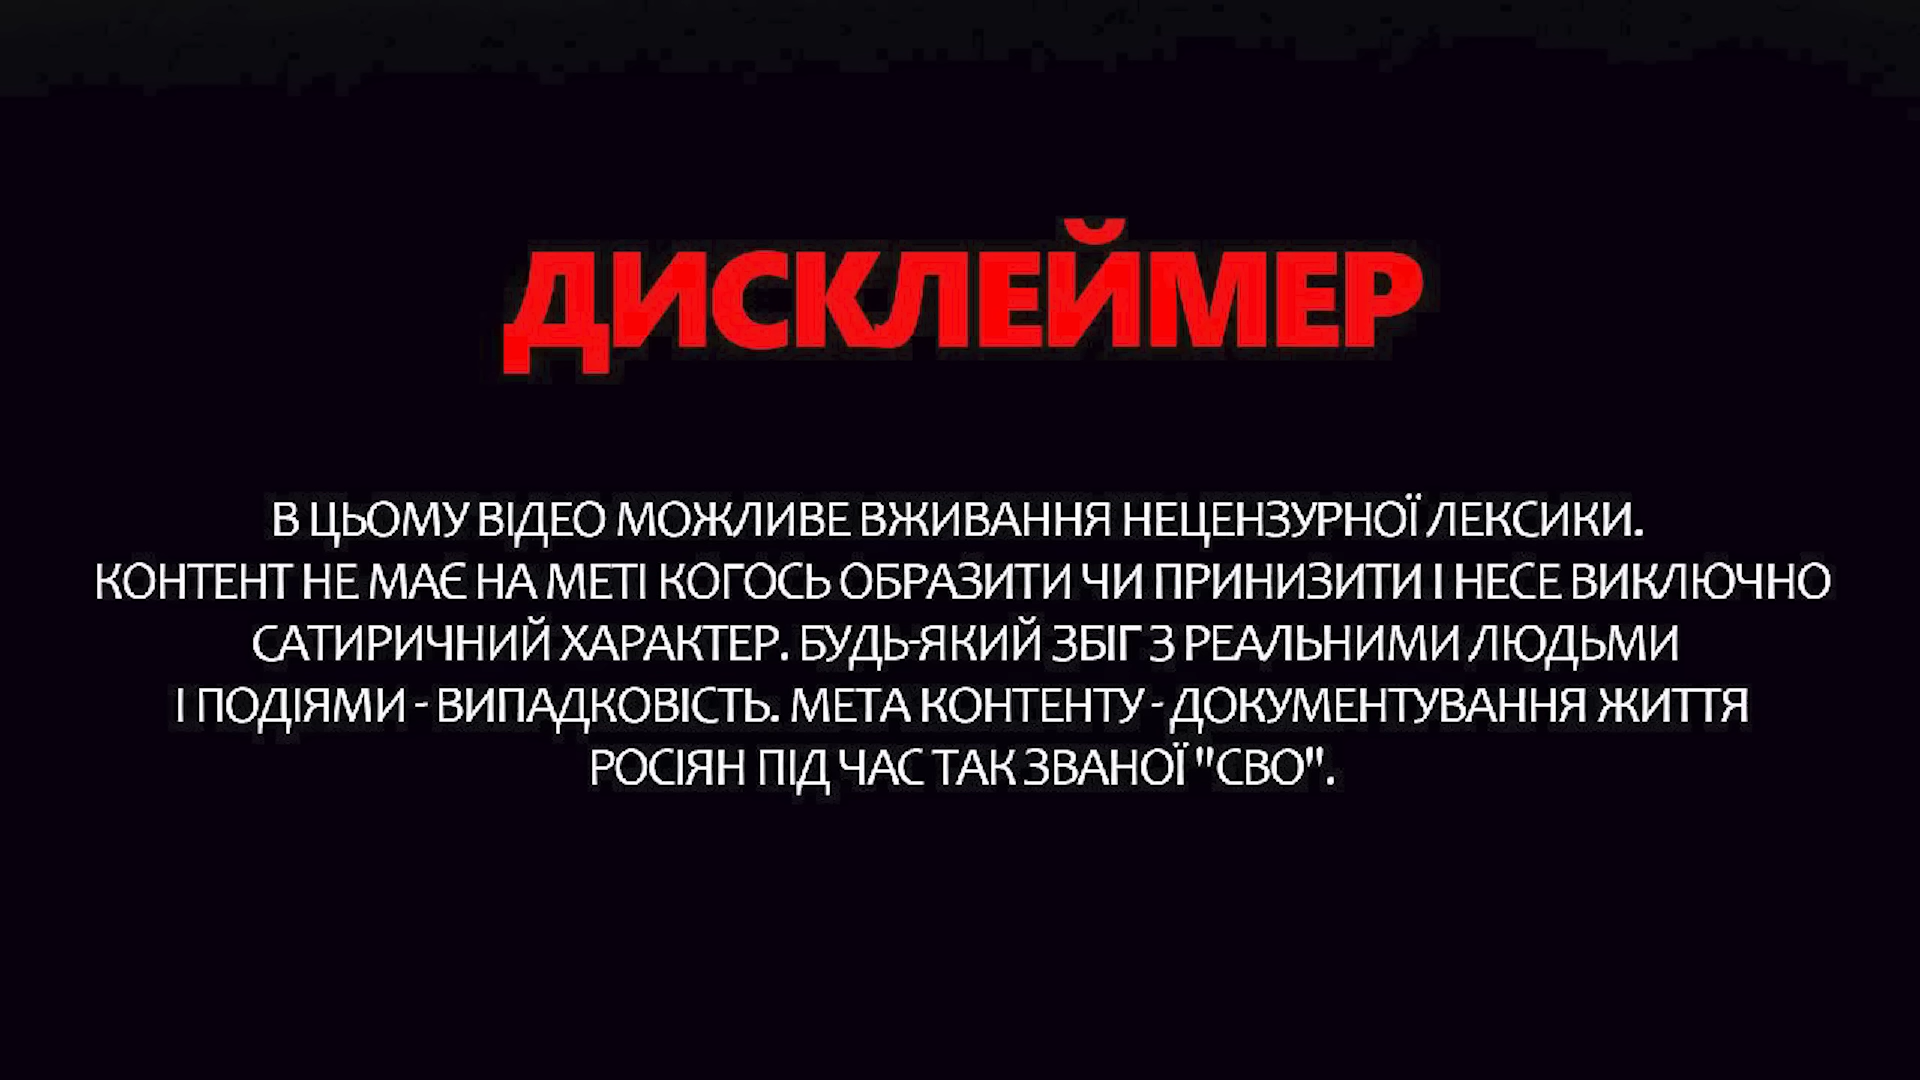 ДИСКЛЕЙМЕР
В ЦЬОМУ ВІДЕО МОЖЛИВЕ ВЖИВАННЯ НЕЦЕНЗУРНОЇ ЛЕКСИКИ.
КОНТЕНТ НЕ МАЄ НА МЕТІ КОГОСЬ ОБРАЗИТИ ЧИ ПРИНИЗИТИ І НЕСЕ ВИКЛЮЧНО
САТИРИЧНИЙ ХАРАКТЕР. БУДЬ-ЯКИЙ ЗБІГ З РЕАЛЬНИМИ ЛЮДЬМИ
І ПОДІЯМИ - ВИПАДКОВІСТЬ. МЕТА КОНТЕНТУ - ДОКУМЕНТУВАННЯ ЖИТТЯ
РОСІЯН ПІД ЧАС ТАК ЗВАНОЇ "СВО".